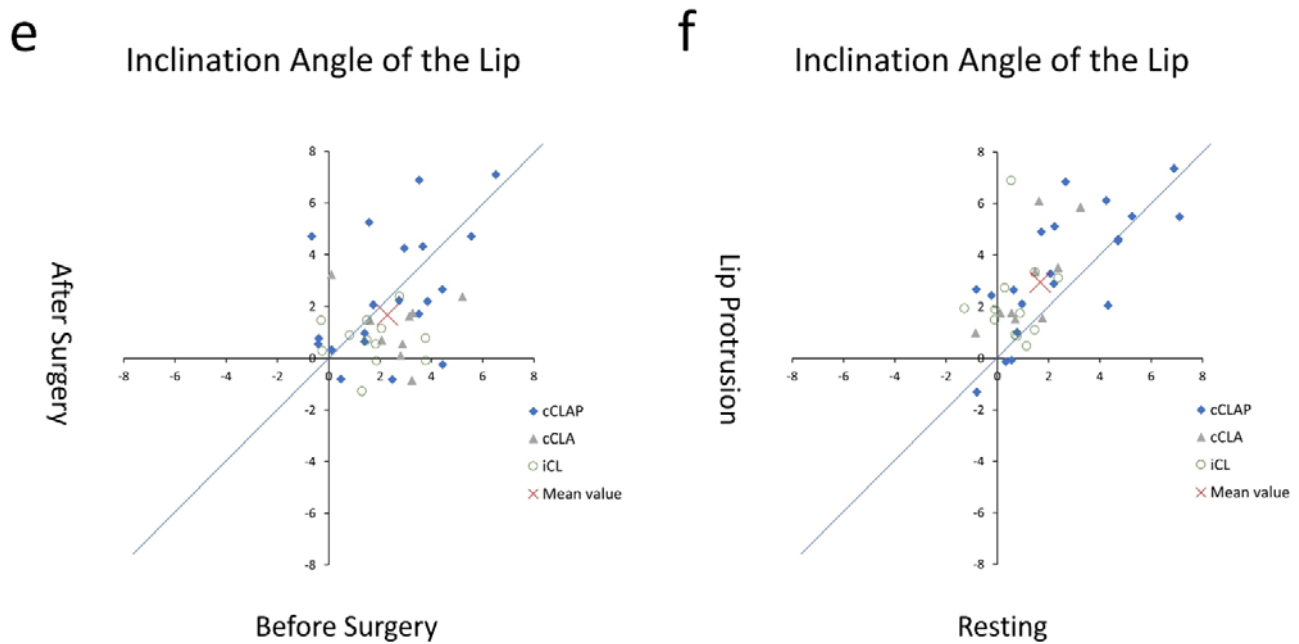 e
Inclination Angle of the Lip
After Surgery
8
6
4
2
0
-8
-6
-4
-2
0
2
4
6
8
-2
-4
-6
-8
cCLAP
cCLA
iCL
Mean value
Before Surgery
f
Inclination Angle of the Lip
Lip Protrusion
8
6
4
2
0
-8
-6
-4
-2
0
2
4
6
8
-2
-4
-6
-8
cCLAP
cCLA
iCL
Mean value
Resting